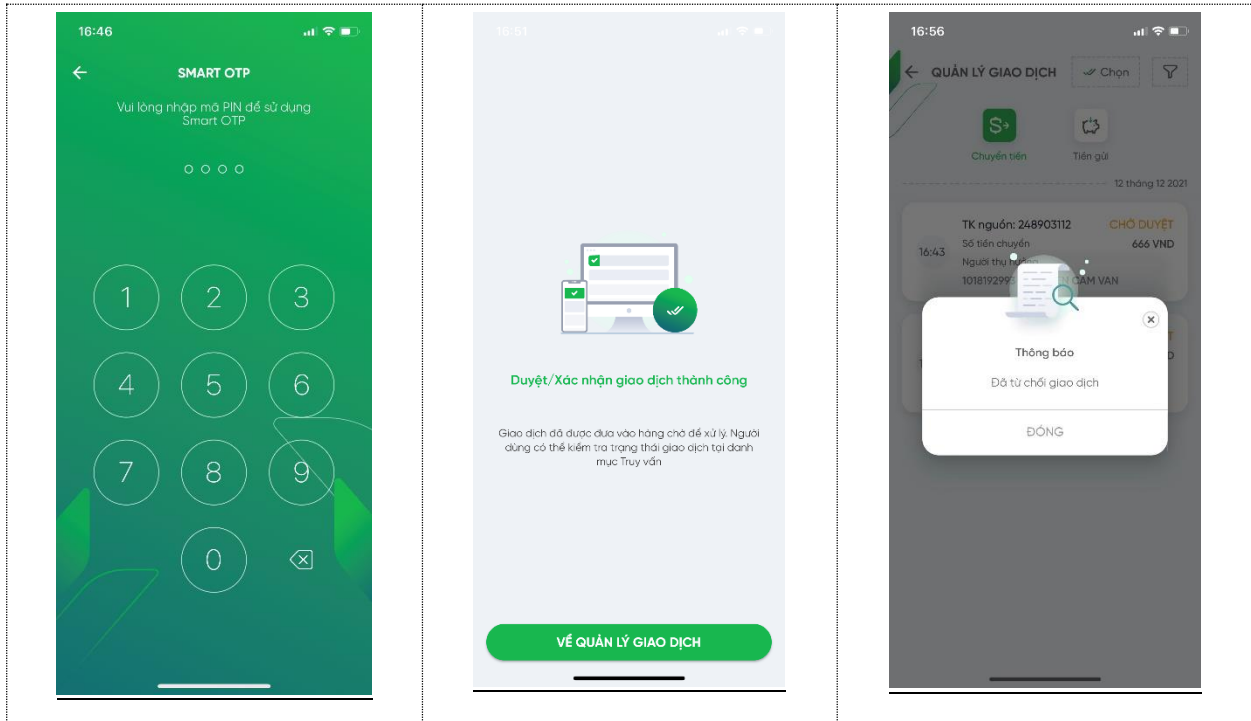 16:46
SMART OTP
Vui lòng nhập mã PIN để sử dụng
Smart OTP
1
2
3
4
5
6
7
8
9
0
16:51
Duyệt/Xác nhận giao dịch thành công
Giao dịch đã được đưa vào hàng chờ để xử lý. Người
dùng có thể kiểm tra trạng thái giao dịch tại danh
mục Truy vấn
VỀ QUẢN LÝ GIAO DỊCH
16:56
QUẢN LÝ GIAO DỊCH
Chọn
Chuyển tiền
Tiền gửi
12 tháng 12 2021
TK nguồn: 248903112
CHỜ DUYỆT
16:43
Số tiền chuyển
666 VND
Người thụ hưởng
1018192993
CAM VAN
Thông báo
Đã từ chối giao dịch
ĐÓNG